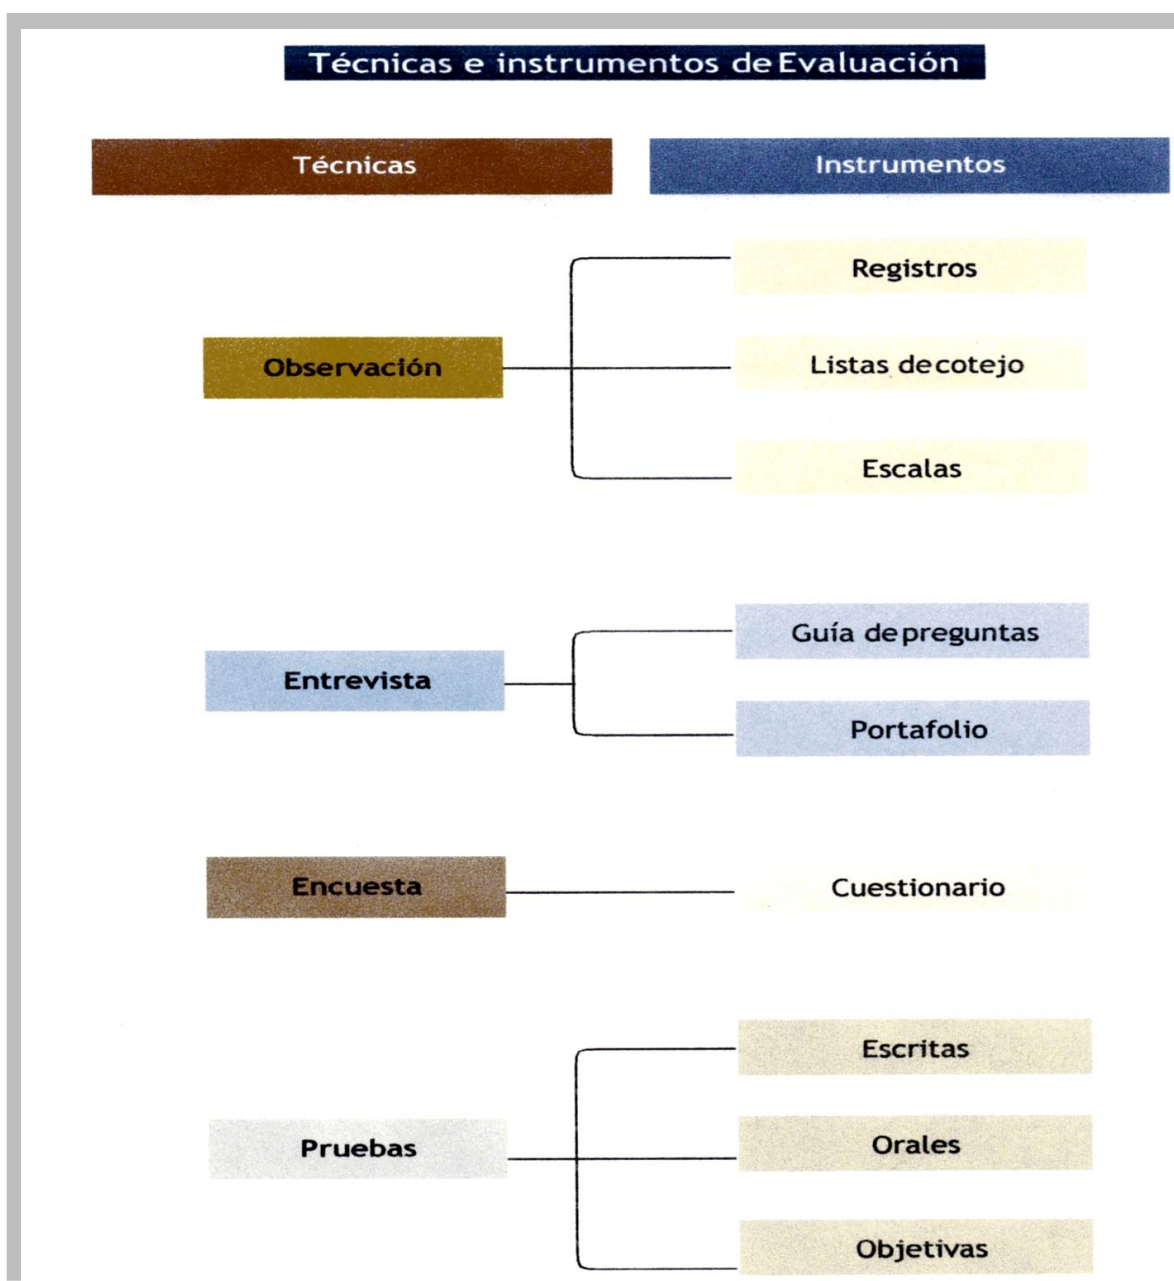 Técnicas e instrumentos de Evaluación
Técnicas
Instrumentos
Observación
Registros
Listas de cotejo
Escalas
Entrevista
Guía de preguntas
Portafolio
Encuesta
Cuestionario
Pruebas
Escritas
Orales
Objetivas